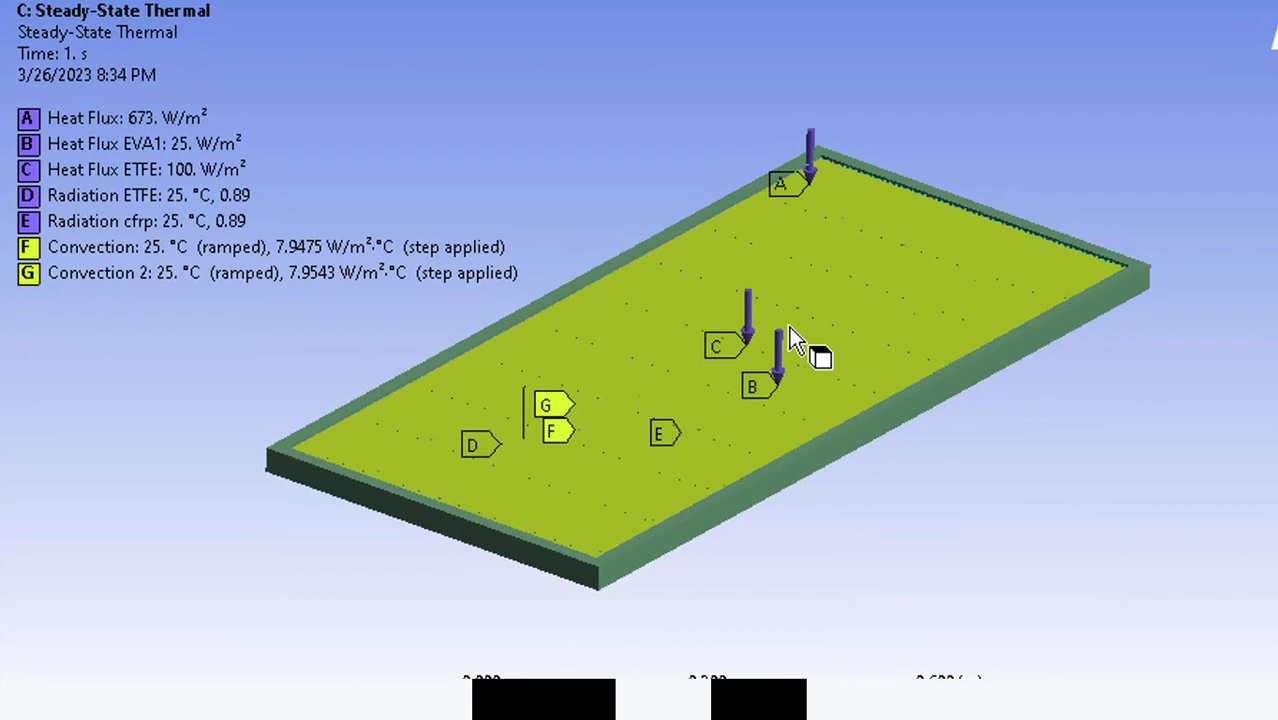 C: Steady-State Thermal
Steady-State Thermal
Time: 1. s
3/26/2023 8:34 PM
A Heat Flux: 673. W/m²
B Heat Flux EVA1: 25. W/m²
C Heat Flux ETFE: 100. W/m²
D Radiation ETFE: 25. °C, 0.89
E Radiation cfrp: 25. °C, 0.89
F Convection: 25. °C (ramped), 7.9475 W/m²·°C (step applied)
G Convection 2: 25. °C (ramped), 7.9543 W/m²·°C (step applied)
A
C
B
G
F
E
D